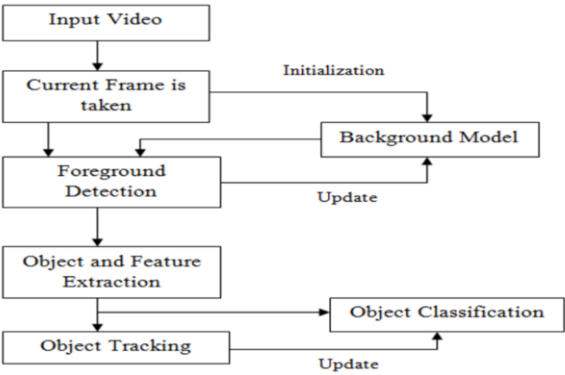 Input Video
Current Frame is
taken
Initialization
Background Model
Foreground
Detection
Update
Object and Feature
Extraction
Object Classification
Object Tracking
Update